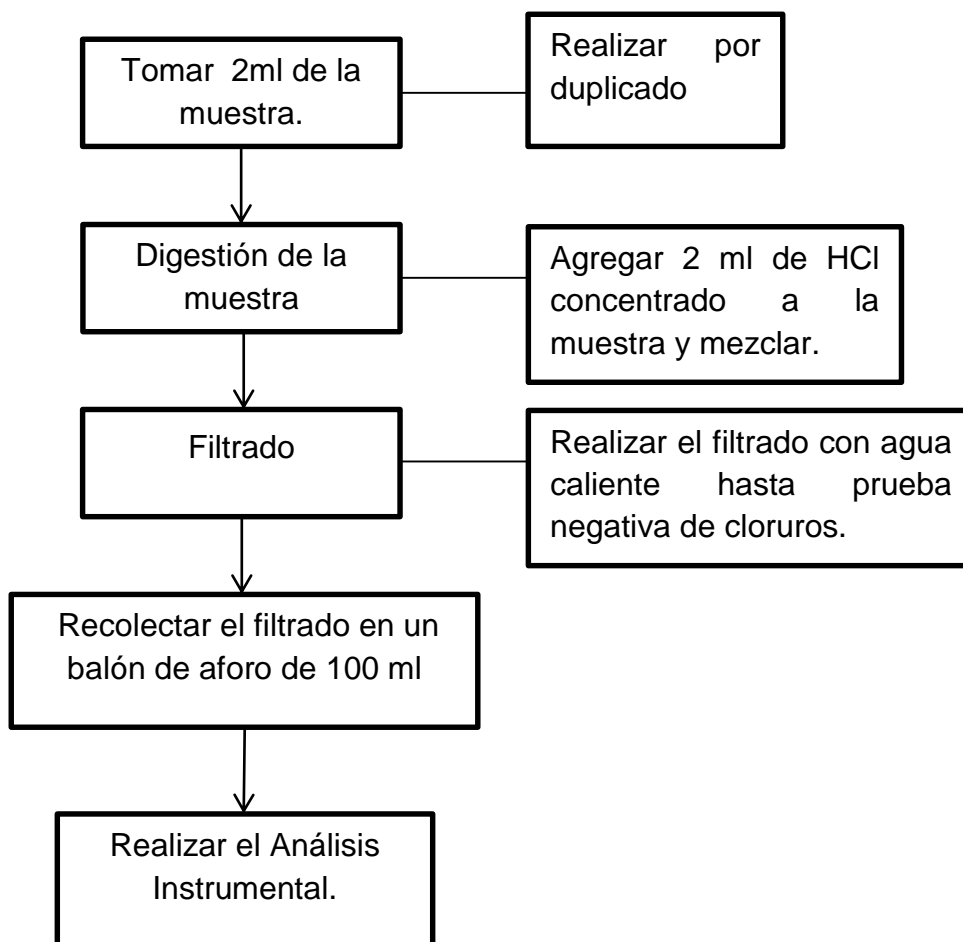 Tomar 2ml de la
muestra.
Realizar por
duplicado
Digestión de la
muestra
Agregar 2 ml de HCl
concentrado a la
muestra y mezclar.
Filtrado
Realizar el filtrado con agua
caliente hasta prueba
negativa de cloruros.
Recolectar el filtrado en un
balón de aforo de 100 ml
Realizar el Análisis
Instrumental.